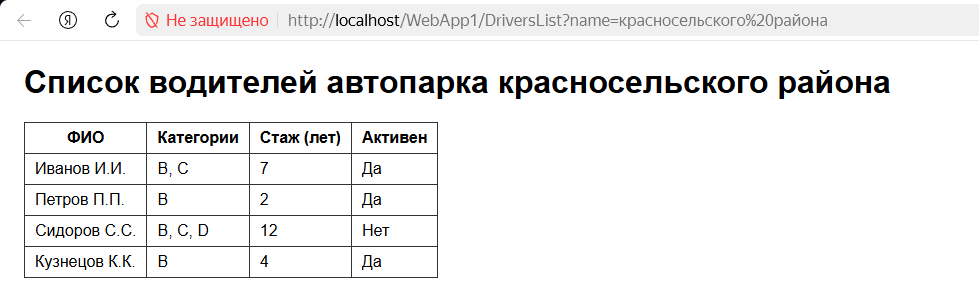 Я Не защищено http://localhost/WebApp1/DriversList?name=красносельского%20района
Список водителей автопарка красносельского района
ФИО Категории Стаж (лет) Активен
Иванов И.И. B, C 7 Да
Петров П.П. B 2 Да
Сидоров С.С. B, C, D 12 Нет
Кузнецов К.К. B 4 Да